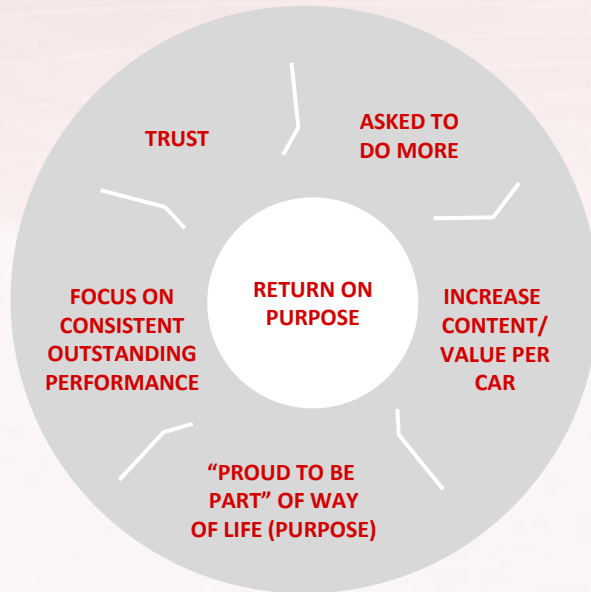 TRUST
ASKED TO
DO MORE
RETURN ON
PURPOSE
INCREASE
CONTENT/
VALUE PER
CAR
FOCUS ON
CONSISTENT
OUTSTANDING
PERFORMANCE
“PROUD TO BE
PART” OF WAY
OF LIFE (PURPOSE)